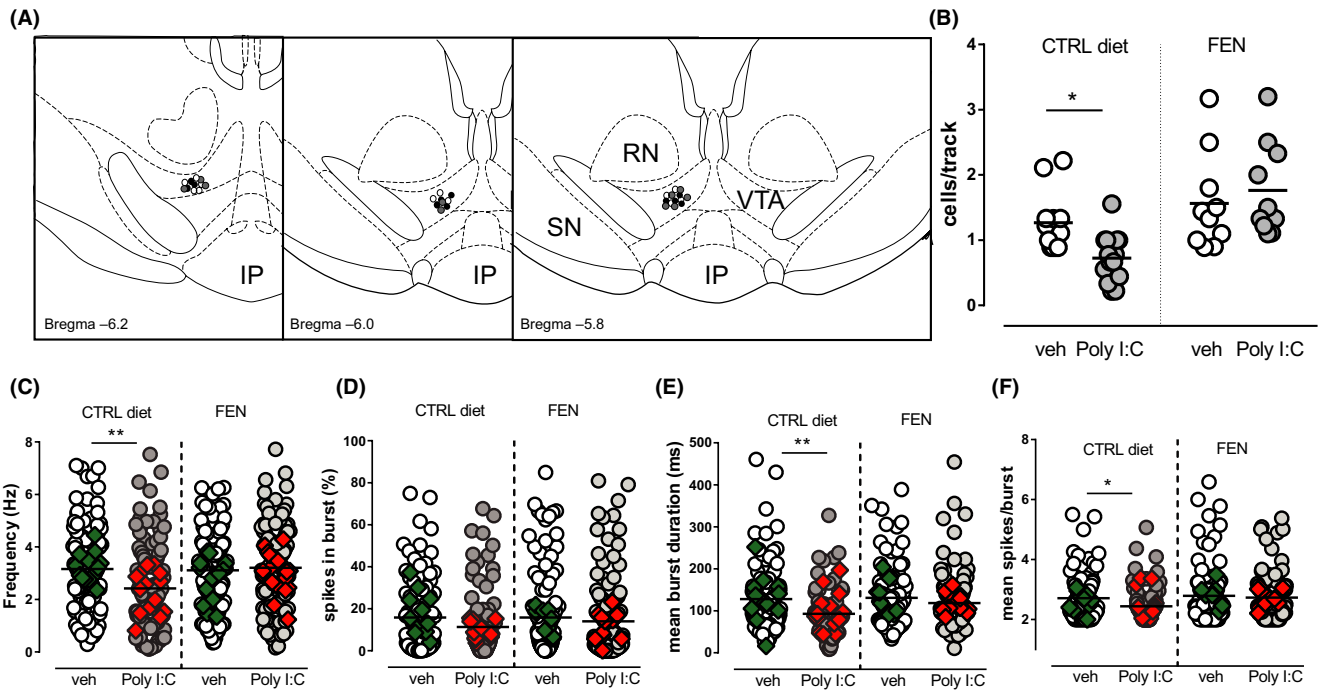 (A)
RN
VTA
SN
IP
IP
IP
Bregma –6.2
Bregma –6.0
Bregma –5.8
(B)
CTRL diet
FEN
*
cells/track
4
3
2
1
0
veh
Poly I:C
veh
Poly I:C
(C)
CTRL diet
FEN
**
Frequency (Hz)
8
6
4
2
0
veh
Poly I:C
veh
Poly I:C
(D)
CTRL diet
FEN
spikes in burst (%)
100
80
60
40
20
0
veh
Poly I:C
veh
Poly I:C
(E)
CTRL diet
FEN
**
mean burst duration (ms)
500
400
300
200
100
0
veh
Poly I:C
veh
Poly I:C
(F)
CTRL diet
FEN
*
mean spikes/burst
8
6
4
2
veh
Poly I:C
veh
Poly I:C